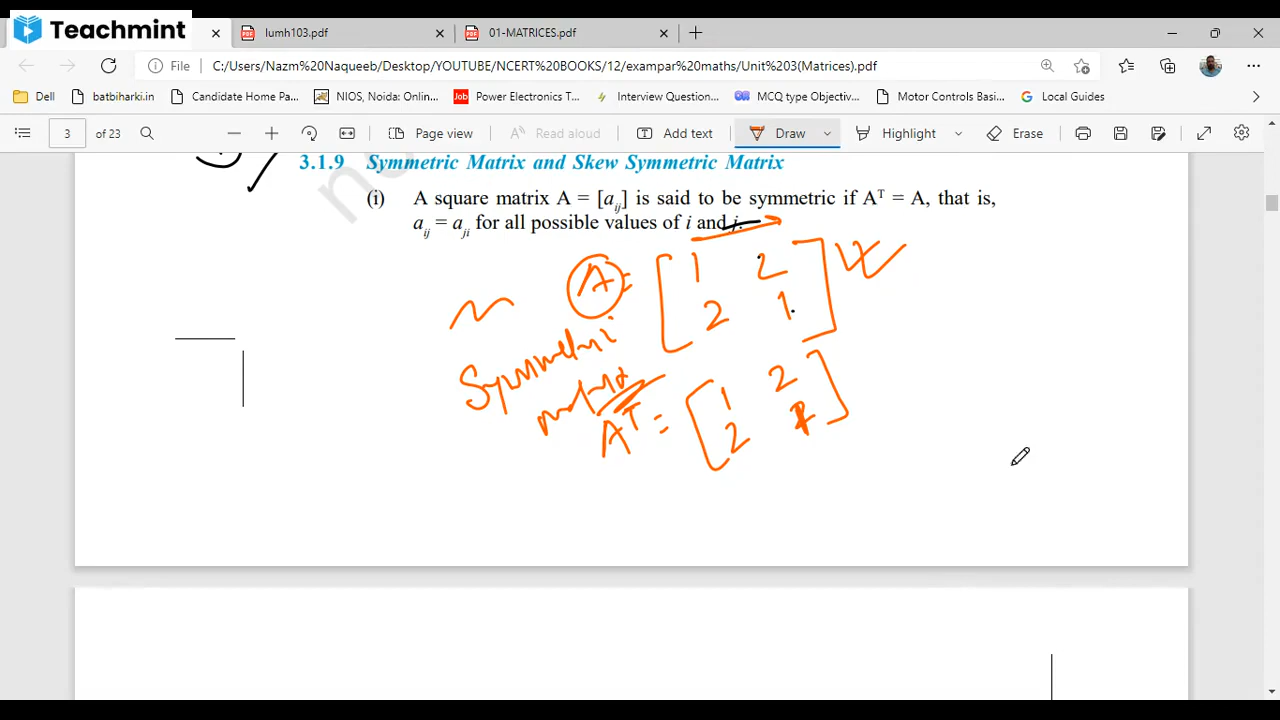 Teachmint
lumh103.pdf
01-MATRICES.pdf
File C:/Users/Nazm%20Naqueeb/Desktop/YOUTUBE/NCERT%20BOOKS/12/exampar%20maths/Unit%203(Matrices).pdf
Dell batbiharki.in Candidate Home Pa... NIOS, Noida: Onlin... Job Power Electronics T... Interview Question... MCQ type Objectiv... Motor Controls Basi... Local Guides
3 of 23 Page view Read aloud Add text Draw Highlight Erase
3.1.9 Symmetric Matrix and Skew Symmetric Matrix
(i) A square matrix A = [aij] is said to be symmetric if Aᵀ = A, that is,
aij = aji for all possible values of i and j.
A = [1 2
2 1]
Symmetric
matrix
Aᵀ = [1 2
2 1]